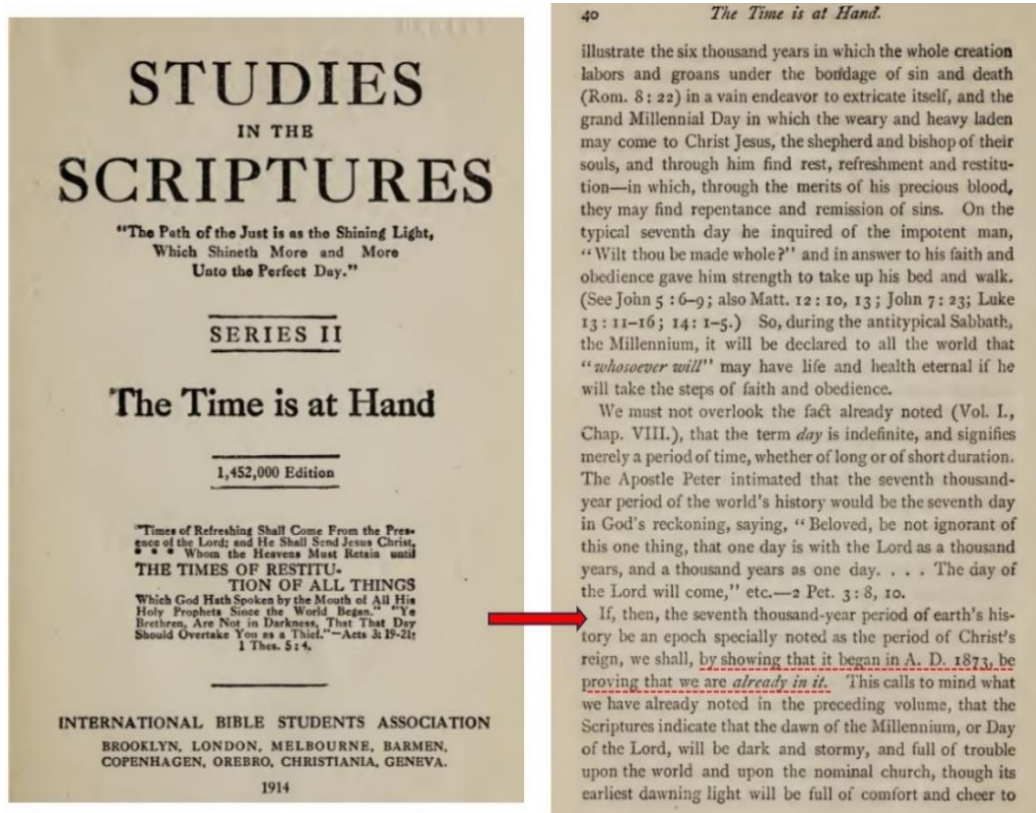 STUDIES
IN THE
SCRIPTURES
"The Path of the Just is as the Shining Light,
Which Shineth More and More
Unto the Perfect Day."
SERIES II
The Time is at Hand
1,452,000 Edition
"Times of Refreshing Shall Come From the Pres-
ence of the Lord; and He Shall Send Jesus Christ,
* * * Whom the Heavens Must Retain until
THE TIMES OF RESTITU-
TION OF ALL THINGS
Which God Hath Spoken by the Mouth of All His
Holy Prophets Since the World Began." "Ye
Brethren, Are Not in Darkness, That That Day
Should Overtake You as a Thief."—Acts 3: 19-21;
1 Thes. 5: 4.
INTERNATIONAL BIBLE STUDENTS ASSOCIATION
BROOKLYN, LONDON, MELBOURNE, BARMEN,
COPENHAGEN, OREBRO, CHRISTIANIA, GENEVA.
1914
40 The Time is at Hand.
illustrate the six thousand years in which the whole creation
labors and groans under the bondage of sin and death
(Rom. 8: 22) in a vain endeavor to extricate itself, and the
grand Millennial Day in which the weary and heavy laden
may come to Christ Jesus, the shepherd and bishop of their
souls, and through him find rest, refreshment and restitu-
tion—in which, through the merits of his precious blood,
they may find repentance and remission of sins. On the
typical seventh day he inquired of the impotent man,
"Wilt thou be made whole?" and in answer to his faith and
obedience gave him strength to take up his bed and walk.
(See John 5: 6–9; also Matt. 12: 10, 13; John 7: 23; Luke
13: 11–16; 14: 1–5.) So, during the antitypical Sabbath,
the Millennium, it will be declared to all the world that
"whosoever will" may have life and health eternal if he
will take the steps of faith and obedience.
We must not overlook the fact already noted (Vol. I.,
Chap. VIII.), that the term day is indefinite, and signifies
merely a period of time, whether of long or of short duration.
The Apostle Peter intimated that the seventh thousand-
year period of the world's history would be the seventh day
in God's reckoning, saying, "Beloved, be not ignorant of
this one thing, that one day is with the Lord as a thousand
years, and a thousand years as one day. . . . The day of
the Lord will come," etc.—2 Pet. 3: 8, 10.
If, then, the seventh thousand-year period of earth's his-
tory be an epoch specially noted as the period of Christ's
reign, we shall, by showing that it began in A. D. 1873, be
proving that we are already in it. This calls to mind what
we have already noted in the preceding volume, that the
Scriptures indicate that the dawn of the Millennium, or Day
of the Lord, will be dark and stormy, and full of trouble
upon the world and upon the nominal church, though its
earliest dawning light will be full of comfort and cheer to